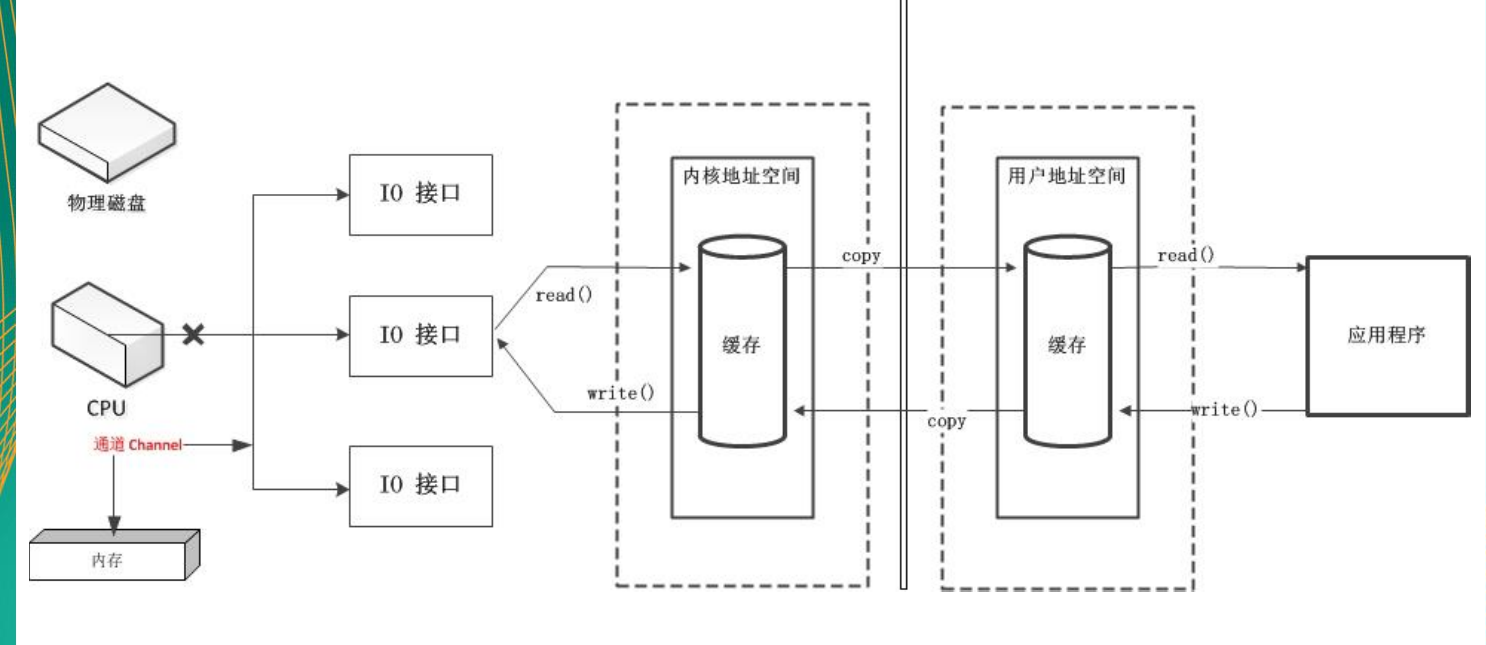 物理磁盘
CPU
通道 Channel
内存
IO 接口
IO 接口
IO 接口
read()
write()
内核地址空间
缓存
copy
copy
用户地址空间
缓存
read()
write()
应用程序